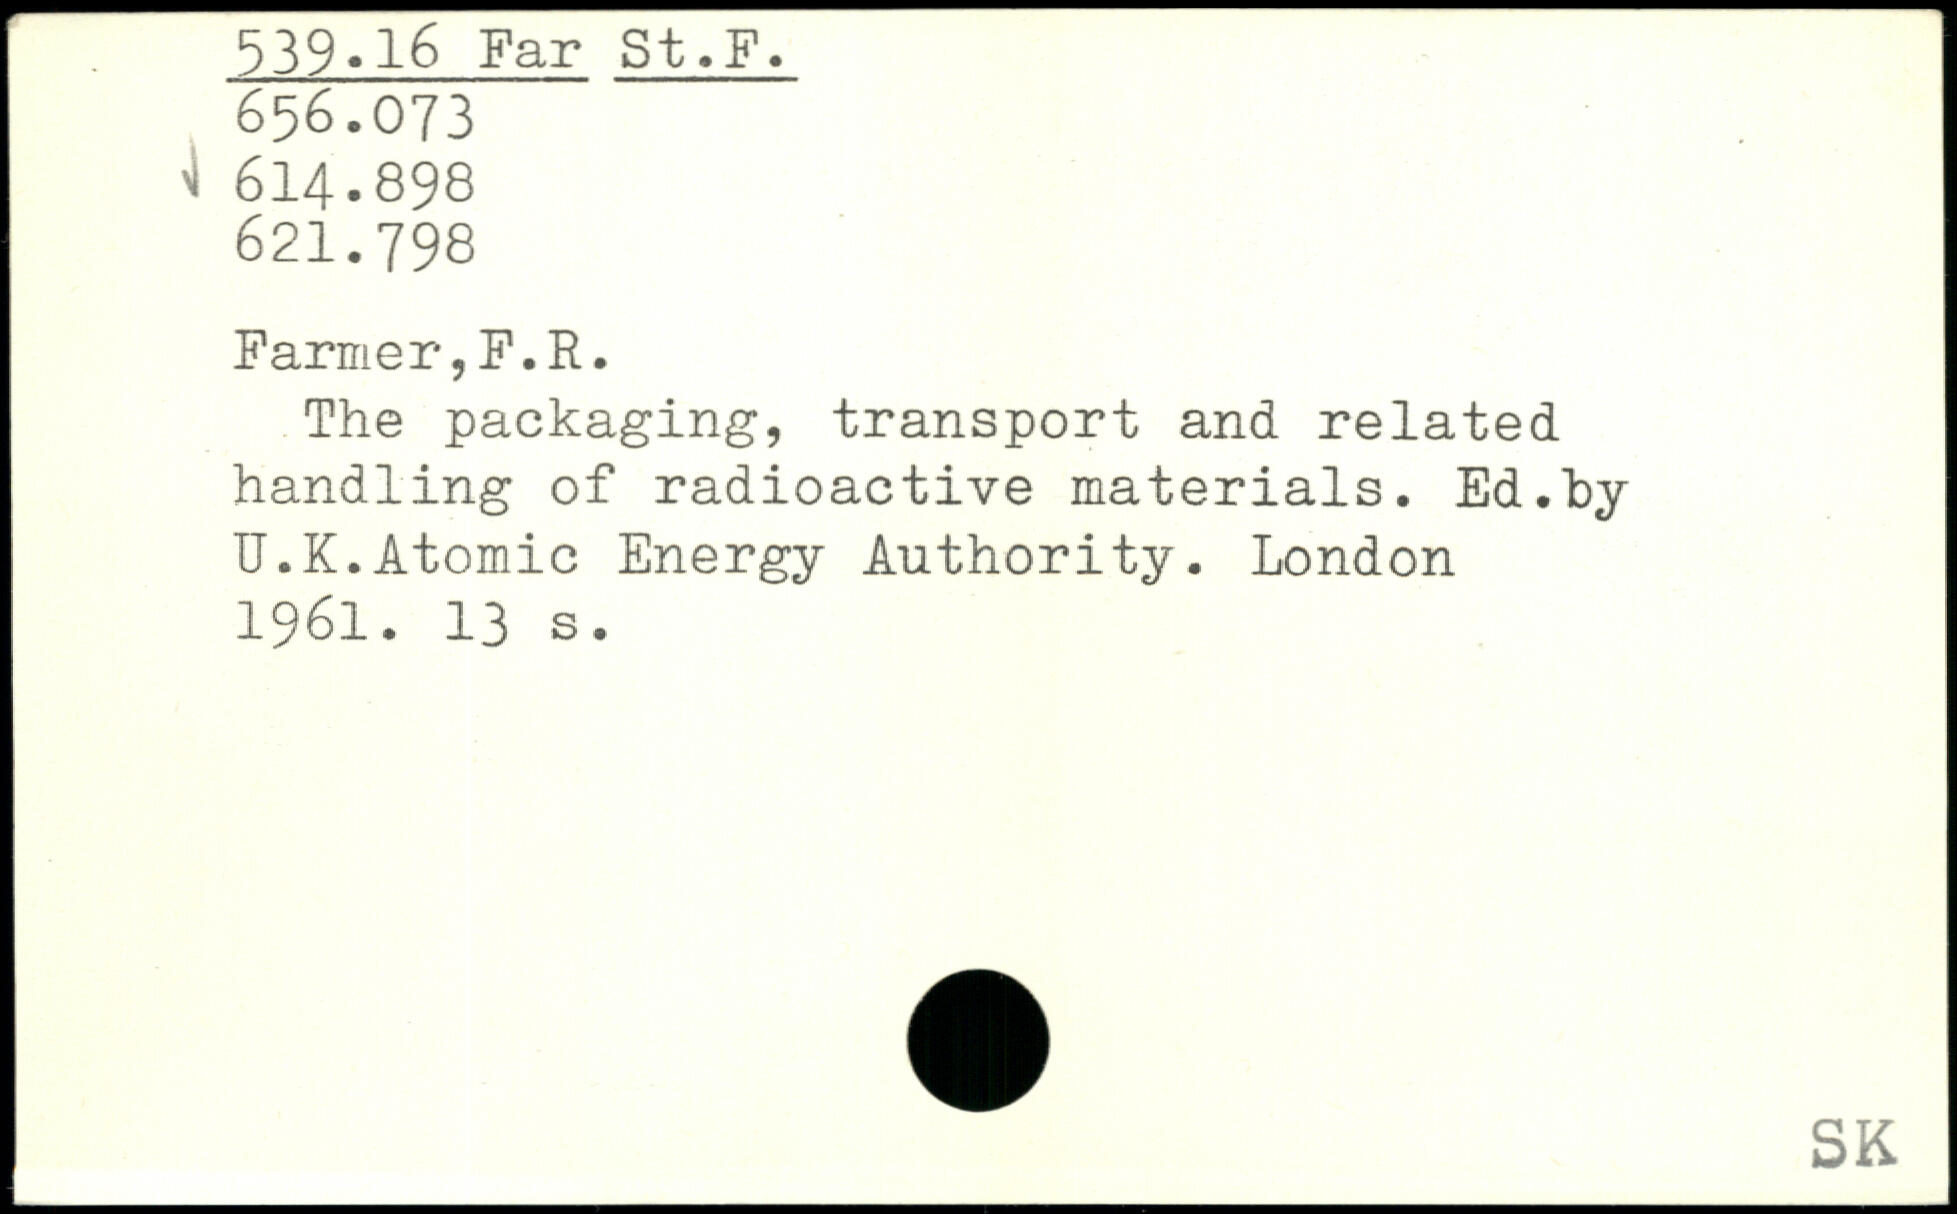 539.16 Far St.F.
656.073
614.898
621.798
Farmer,F.R.
The packaging, transport and related
handling of radioactive materials. Ed.by
U.K.Atomic Energy Authority. London
1961. 13 s.
SK